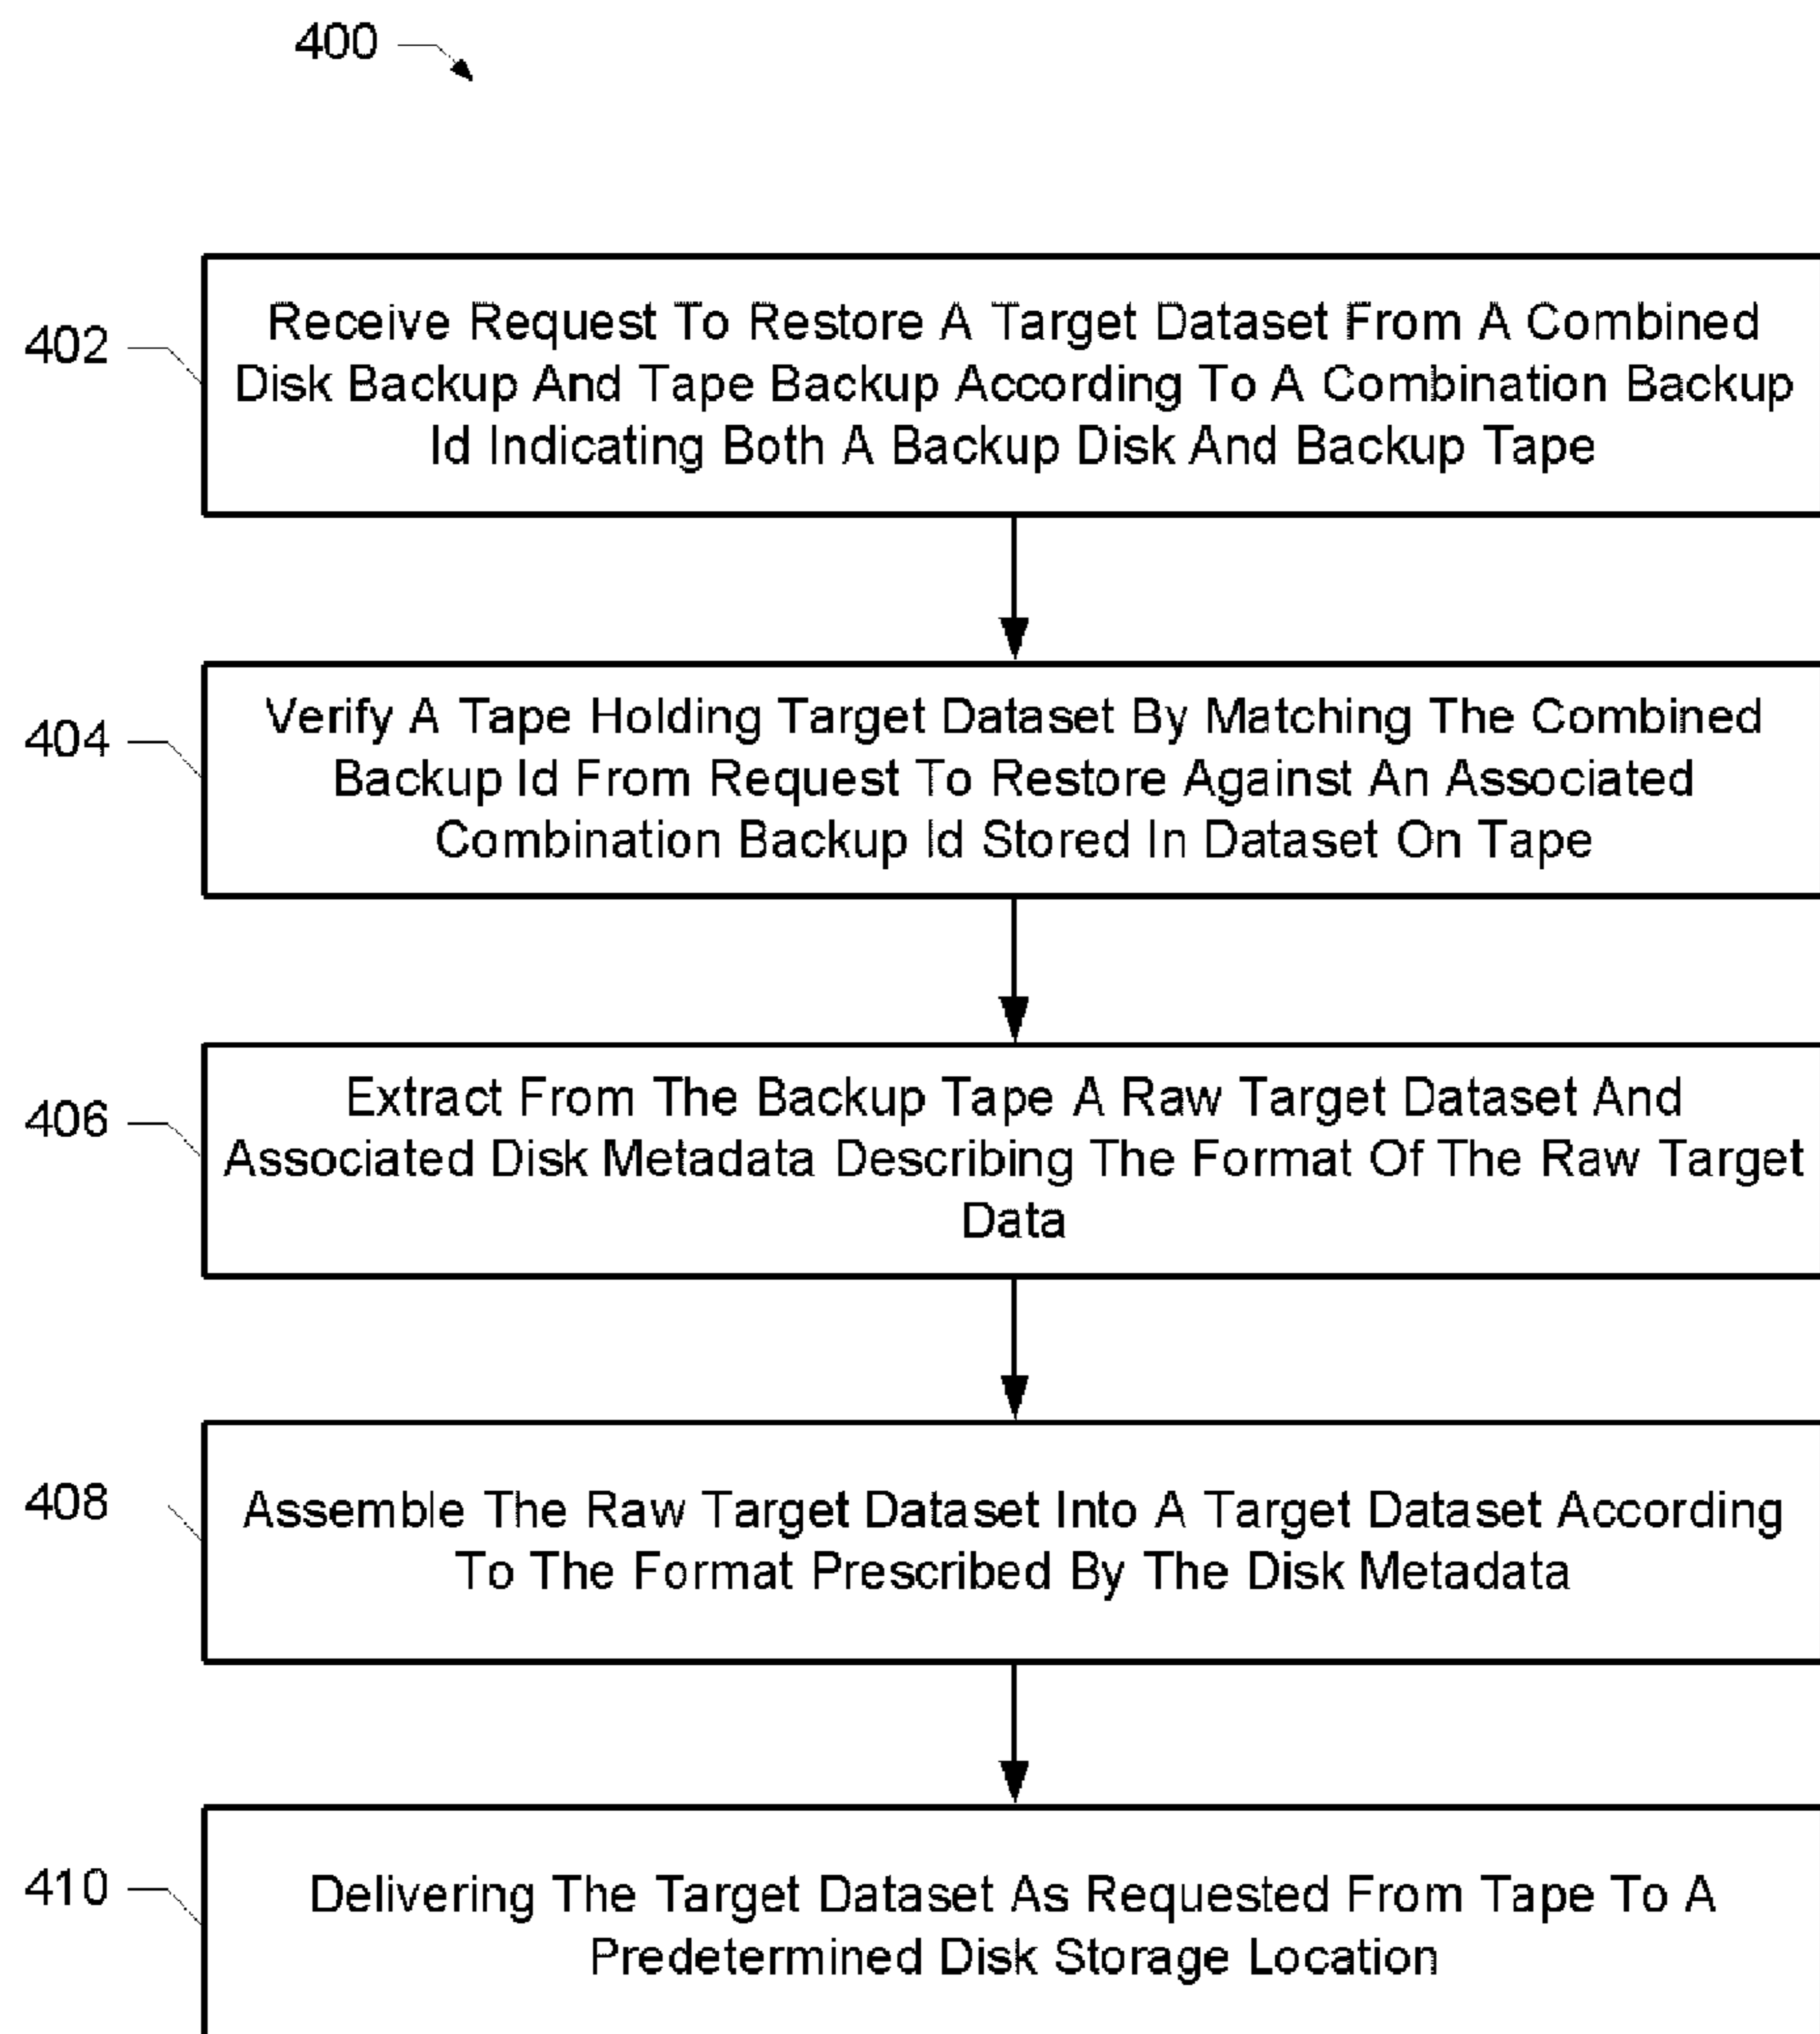 400
402
Receive Request To Restore A Target Dataset From A Combined
Disk Backup And Tape Backup According To A Combination Backup
Id Indicating Both A Backup Disk And Backup Tape
404
Verify A Tape Holding Target Dataset By Matching The Combined
Backup Id From Request To Restore Against An Associated
Combination Backup Id Stored In Dataset On Tape
406
Extract From The Backup Tape A Raw Target Dataset And
Associated Disk Metadata Describing The Format Of The Raw Target
Data
408
Assemble The Raw Target Dataset Into A Target Dataset According
To The Format Prescribed By The Disk Metadata
410
Delivering The Target Dataset As Requested From Tape To A
Predetermined Disk Storage Location